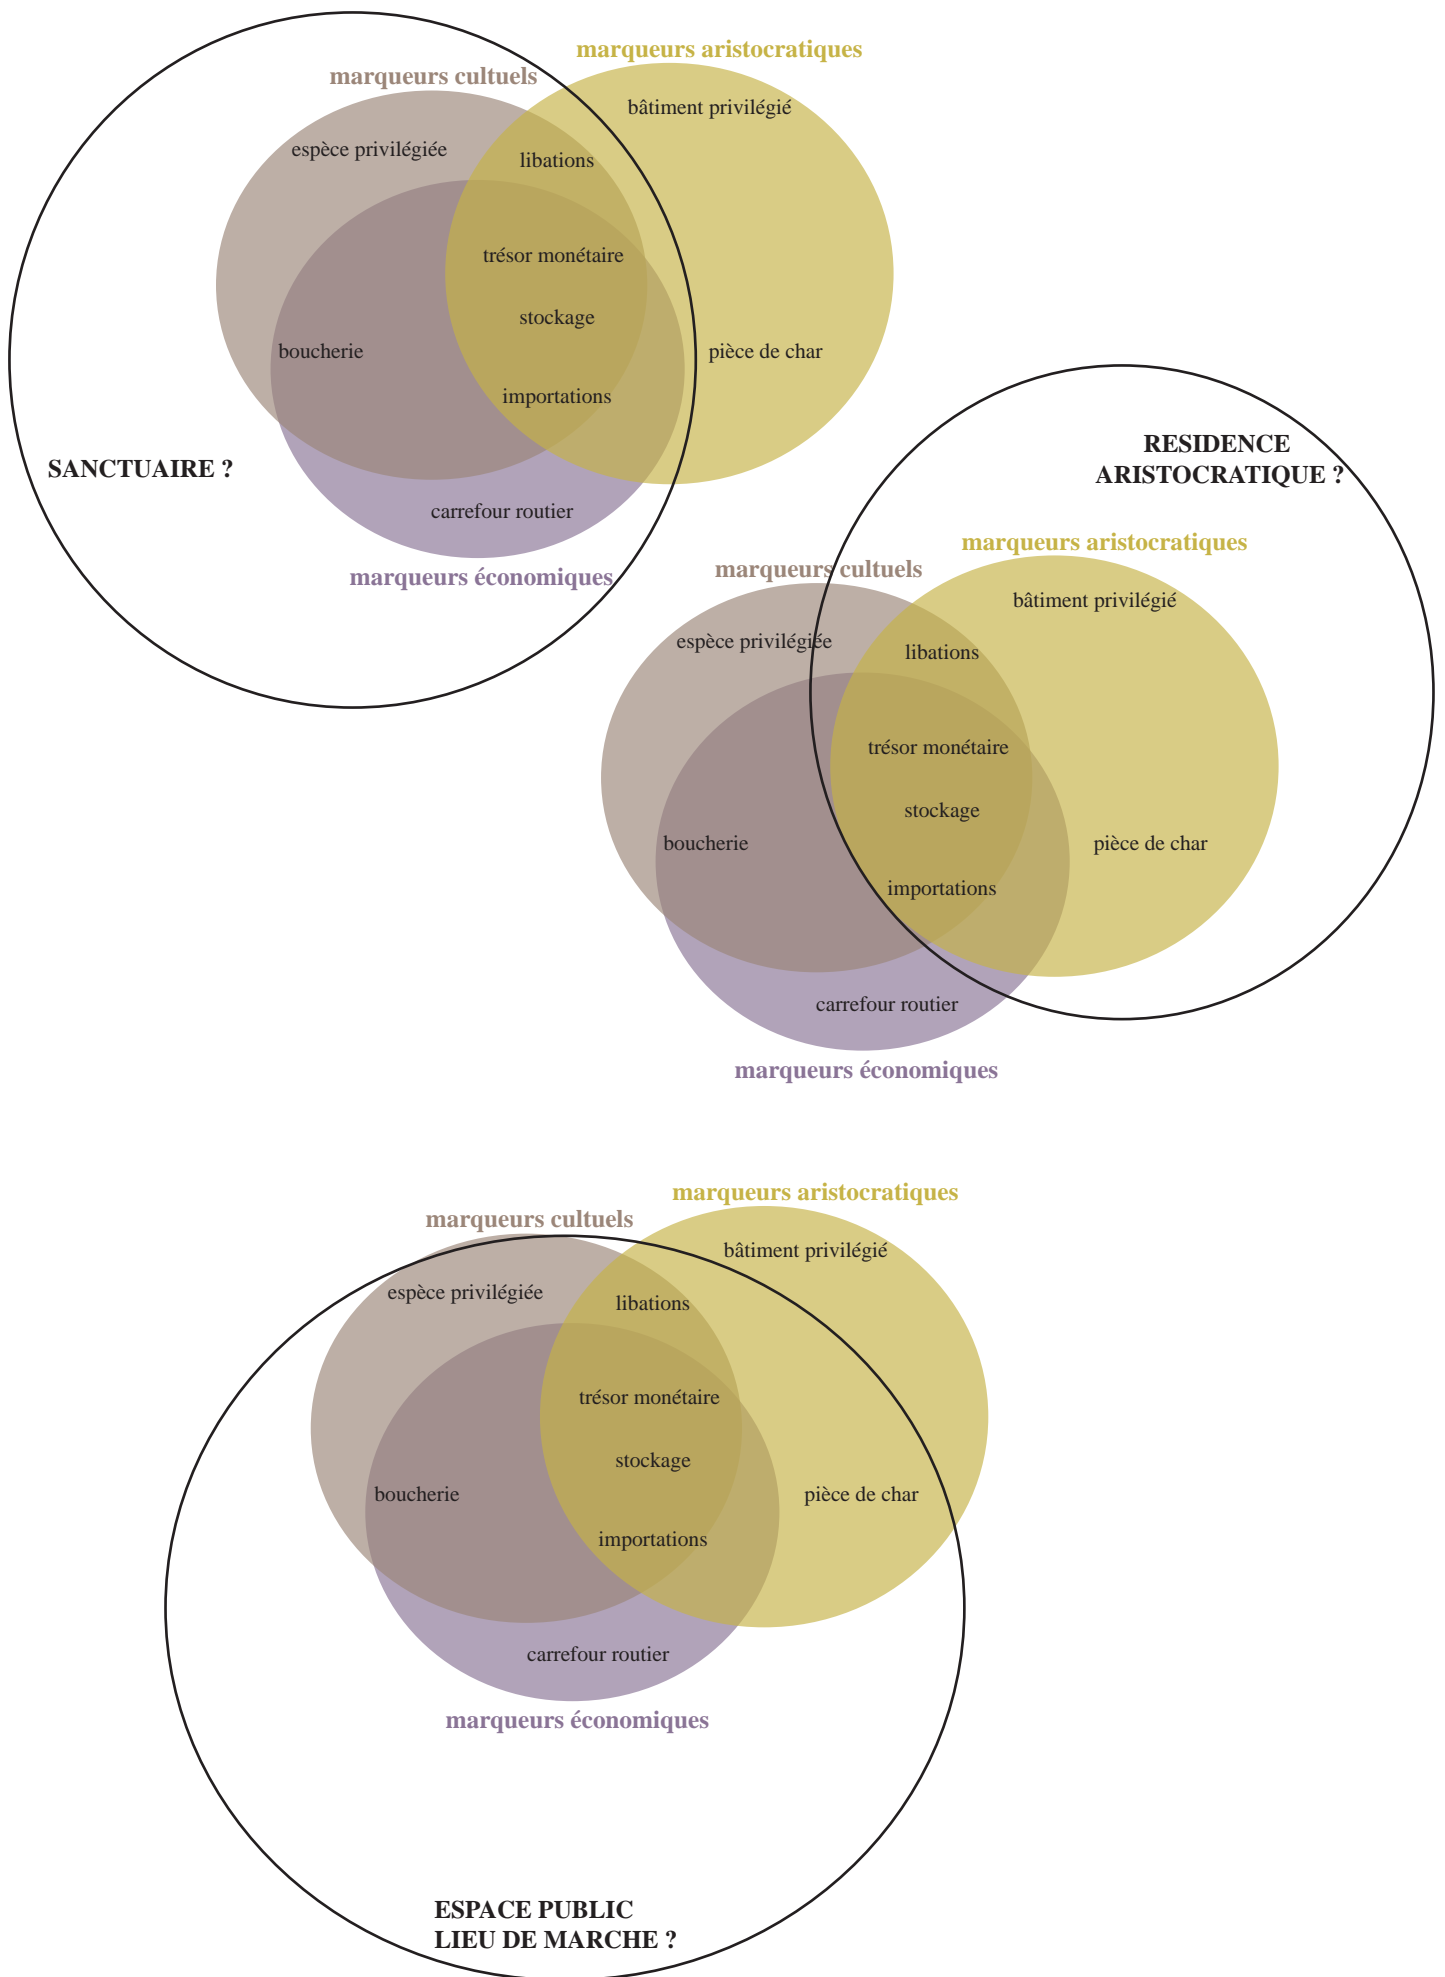 marqueurs aristocratiques
marqueurs cultuels
bâtiment privilégié
espèce privilégiée
libations
trésor monétaire
stockage
boucherie
pièce de char
importations
SANCTUAIRE ?
carrefour routier
marqueurs économiques
RESIDENCE
ARISTOCRATIQUE ?
marqueurs aristocratiques
marqueurs cultuels
bâtiment privilégié
espèce privilégiée
libations
trésor monétaire
stockage
boucherie
pièce de char
importations
carrefour routier
marqueurs économiques
marqueurs aristocratiques
marqueurs cultuels
bâtiment privilégié
espèce privilégiée
libations
trésor monétaire
stockage
boucherie
pièce de char
importations
carrefour routier
marqueurs économiques
ESPACE PUBLIC
LIEU DE MARCHE ?